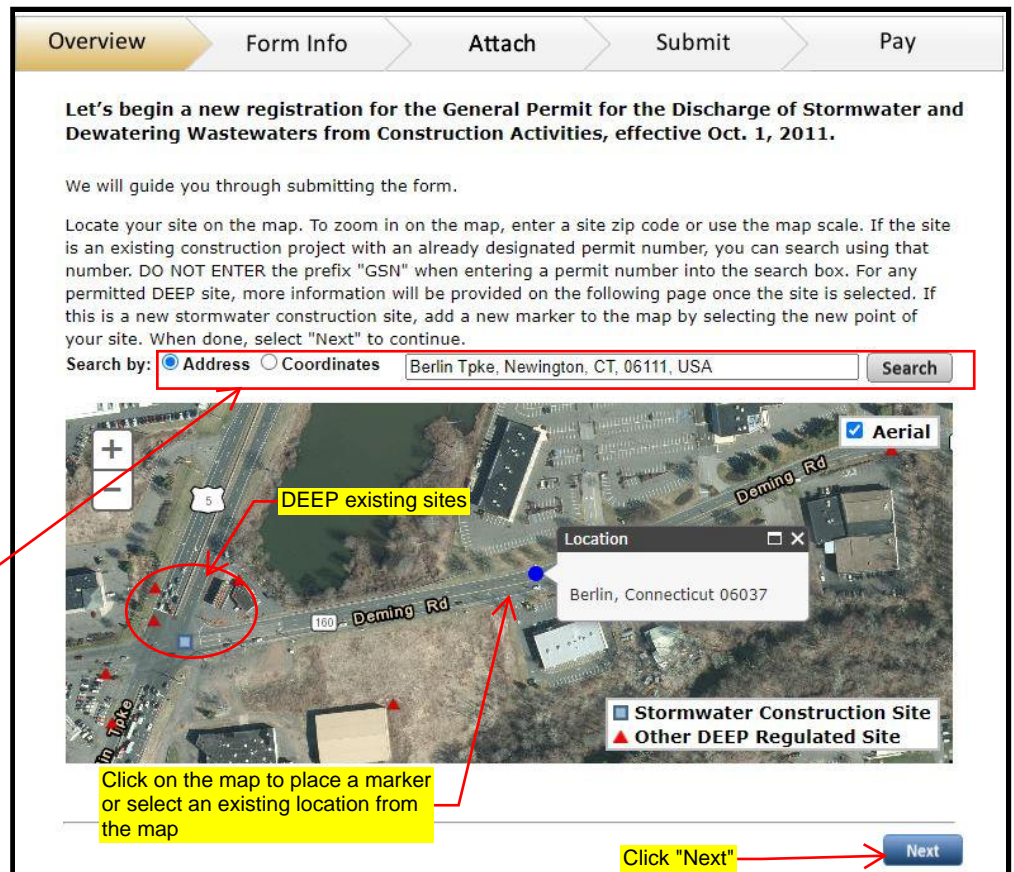 Overview Form Info Attach Submit Pay
Let's begin a new registration for the General Permit for the Discharge of Stormwater and
Dewatering Wastewaters from Construction Activities, effective Oct. 1, 2011.
We will guide you through submitting the form.
Locate your site on the map. To zoom in on the map, enter a site zip code or use the map scale. If the site
is an existing construction project with an already designated permit number, you can search using that
number. DO NOT ENTER the prefix "GSN" when entering a permit number into the search box. For any
permitted DEEP site, more information will be provided on the following page once the site is selected. If
this is a new stormwater construction site, add a new marker to the map by selecting the new point of
your site. When done, select "Next" to continue.
Search by: Address Coordinates Berlin Tpke, Newington, CT, 06111, USA Search
+
−
Aerial
5
DEEP existing sites
Deming Rd
Location
Berlin, Connecticut 06037
160
Deming Rd
in Tpke
Stormwater Construction Site
Other DEEP Regulated Site
Click on the map to place a marker
or select an existing location from
the map
Click "Next"
Next